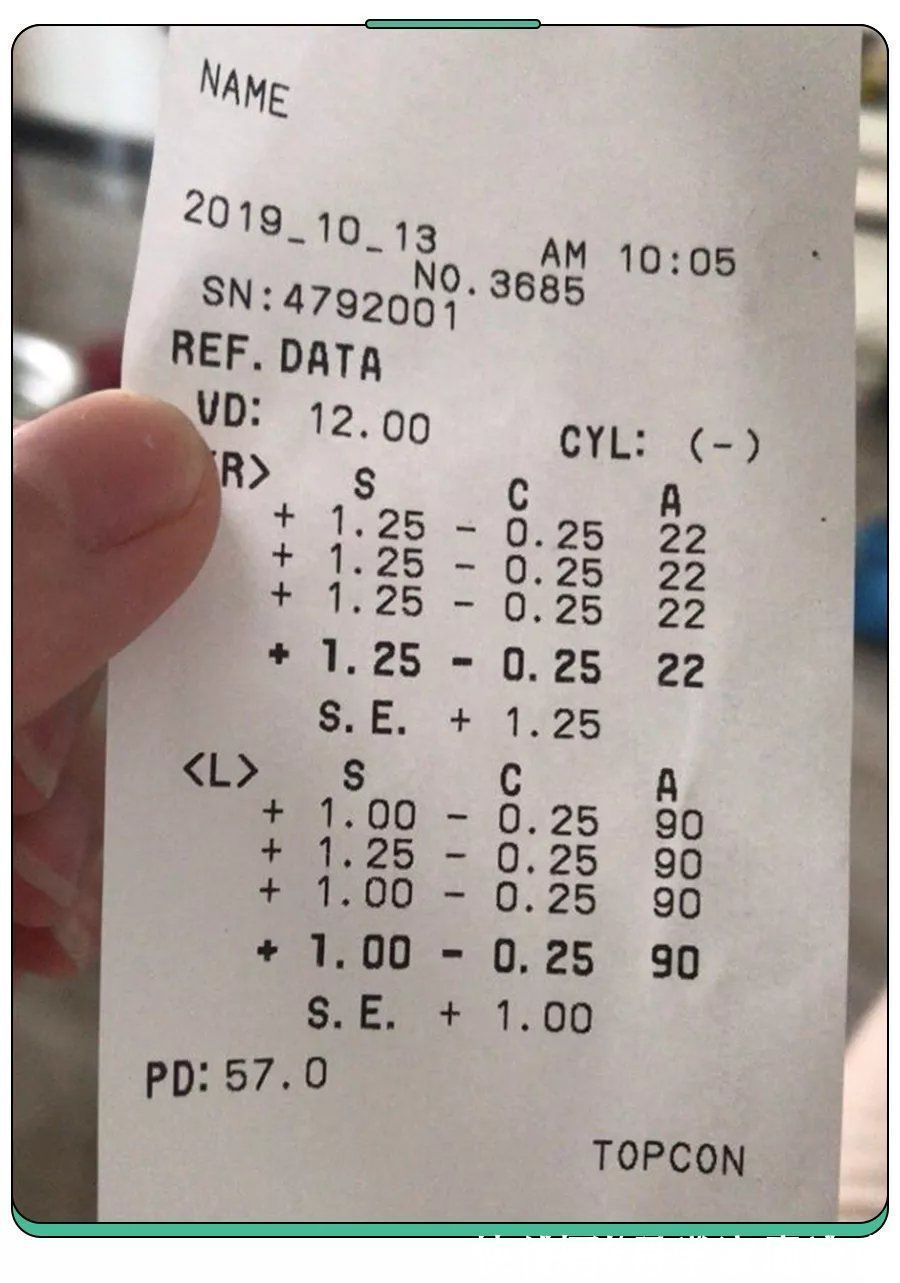 NAME
2019_10_13 AM 10:05
NO.3685
SN:4792001
REF. DATA
VD: 12.00 CYL: (-)
R> S C A
+ 1.25 - 0.25 22
+ 1.25 - 0.25 22
+ 1.25 - 0.25 22
+ 1.25 - 0.25 22
S.E. + 1.25
<L> S C A
+ 1.00 - 0.25 90
+ 1.25 - 0.25 90
+ 1.00 - 0.25 90
+ 1.00 - 0.25 90
S.E. + 1.00
PD: 57.0
TOPCON